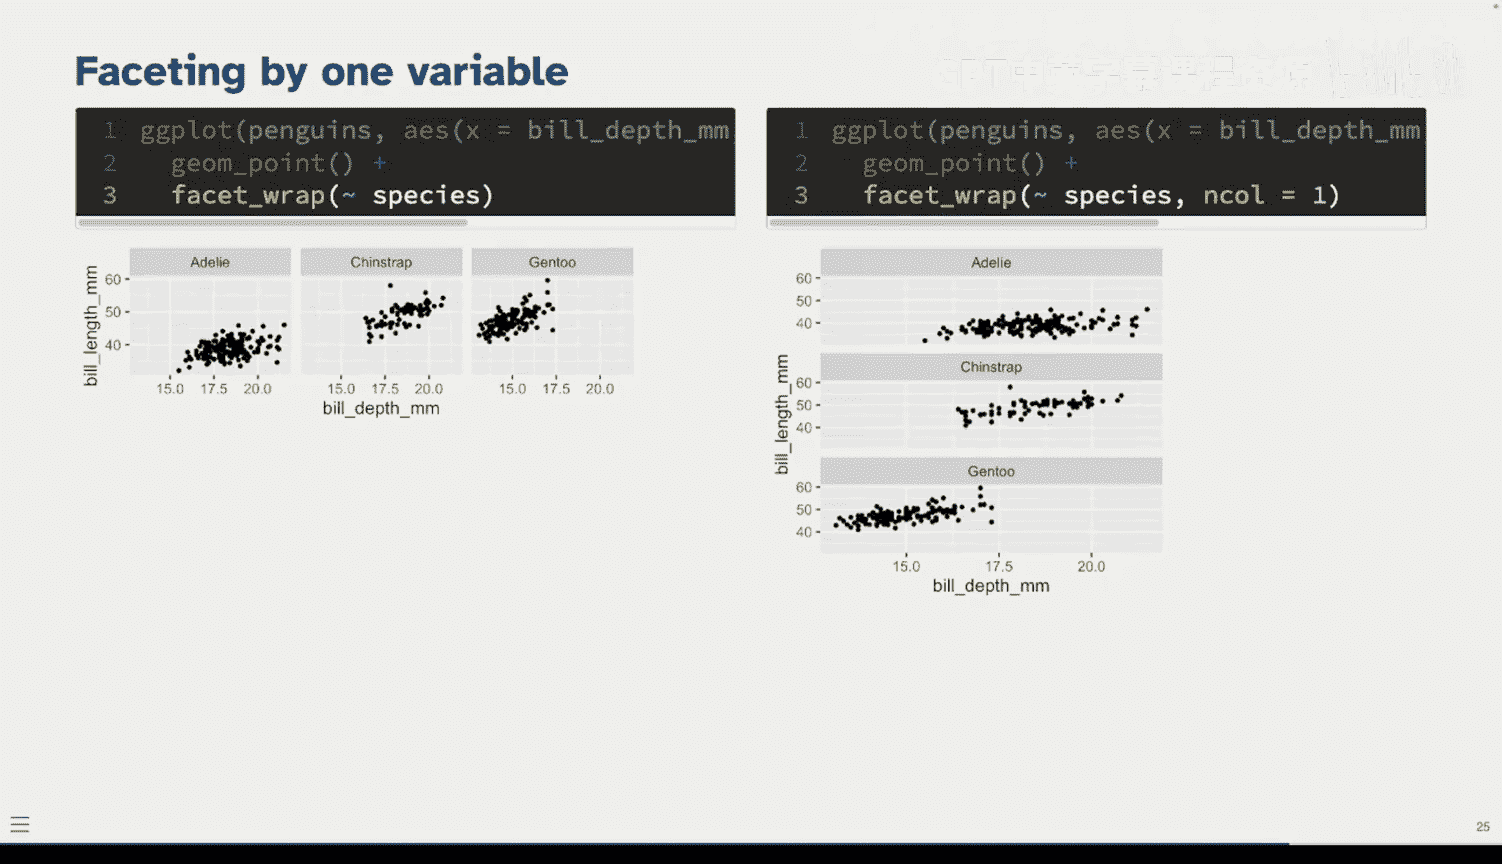 Faceting by one variable
1 ggplot(penguins, aes(x = bill_depth_mm
2 geom_point() +
3 facet_wrap(~ species)
1 ggplot(penguins, aes(x = bill_depth_mm
2 geom_point() +
3 facet_wrap(~ species, ncol = 1)
Adelie Chinstrap Gentoo
60
50
40
bill_length_mm
15.0 17.5 20.0 15.0 17.5 20.0 15.0 17.5 20.0
bill_depth_mm
Adelie
60
50
40
Chinstrap
60
50
40
bill_length_mm
Gentoo
60
50
40
15.0 17.5 20.0
bill_depth_mm
25